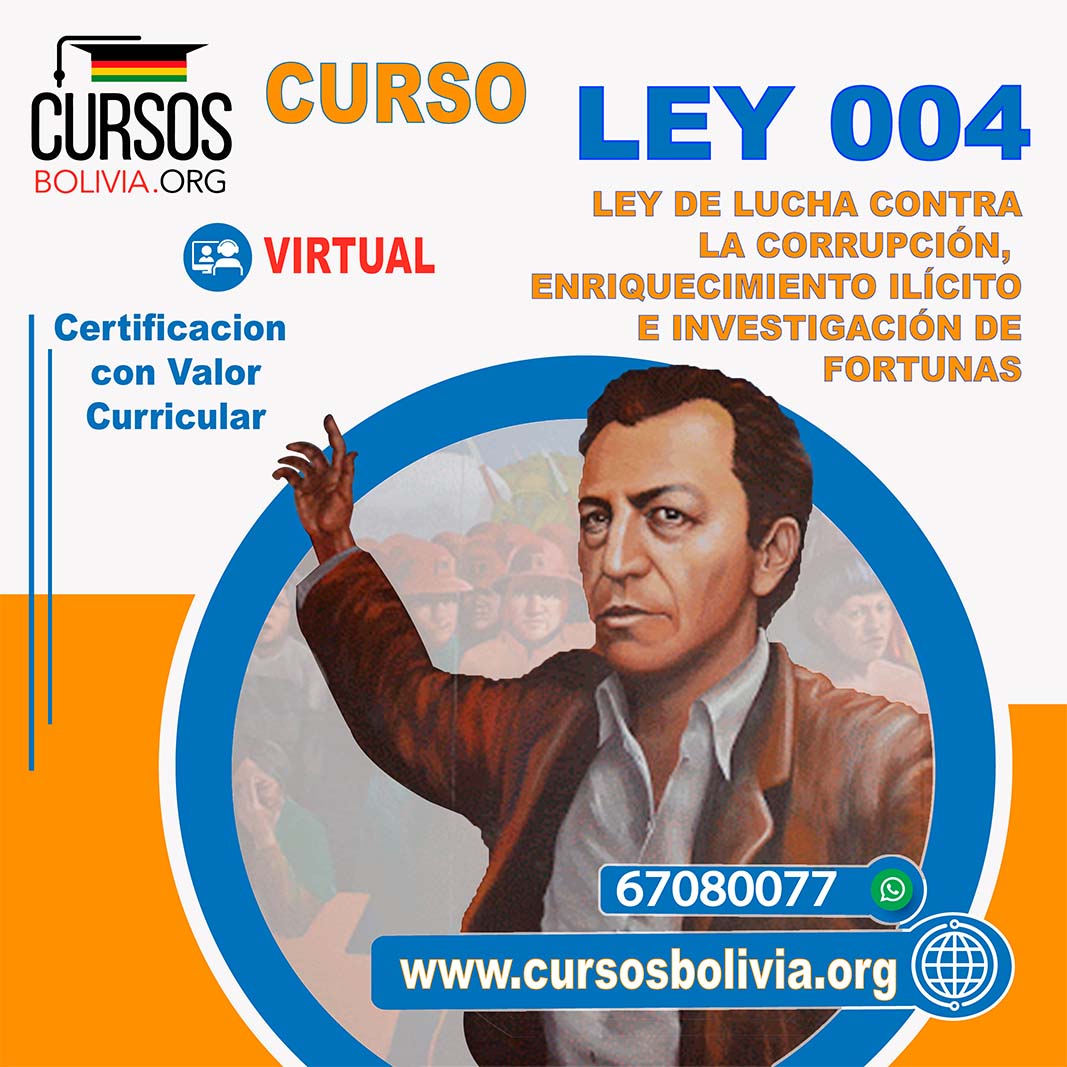 CURSOS
BOLIVIA.ORG
CURSO
LEY 004
LEY DE LUCHA CONTRA
LA CORRUPCIÓN,
ENRIQUECIMIENTO ILÍCITO
E INVESTIGACIÓN DE
FORTUNAS
VIRTUAL
Certificacion
con Valor
Curricular
67080077
www.cursosbolivia.org